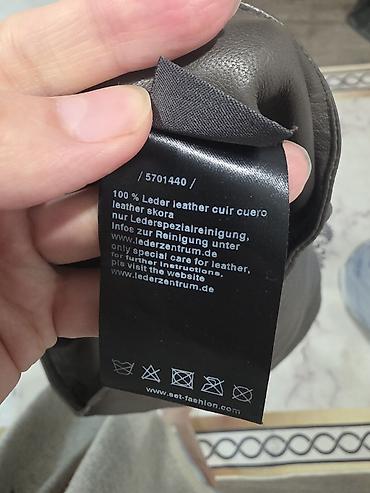 / 5701440 /
100 % Leder leather cuir cuero
leather skora
nur Lederspezialreinigung,
Infos zur Reinigung unter
www.lederzentrum.de
only special care for leather,
for further instructions,
pls visit the website
www.lederzentrum.de
www.set-fashion.com